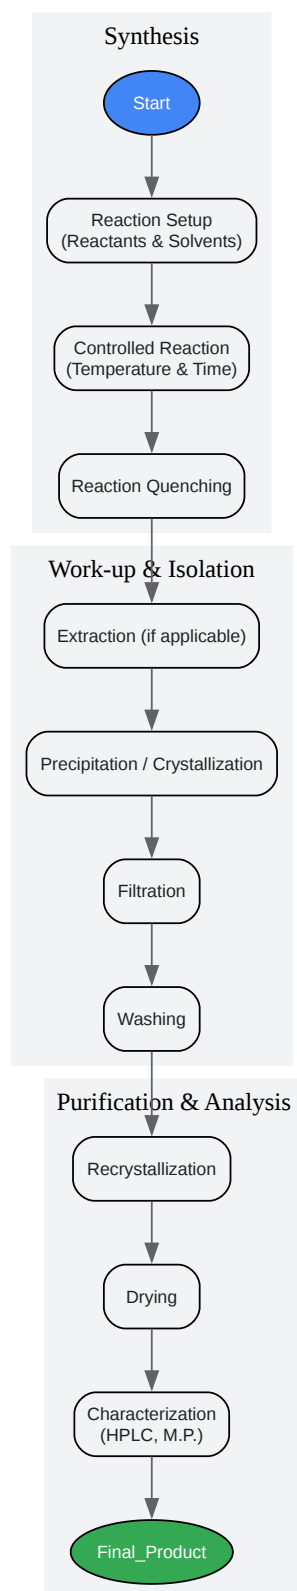 Synthesis
Start
Reaction Setup
(Reactants & Solvents)
Controlled Reaction
(Temperature & Time)
Reaction Quenching
Work-up & Isolation
Extraction (if applicable)
Precipitation / Crystallization
Filtration
Washing
Purification & Analysis
Recrystallization
Drying
Characterization
(HPLC, M.P.)
Final_Product